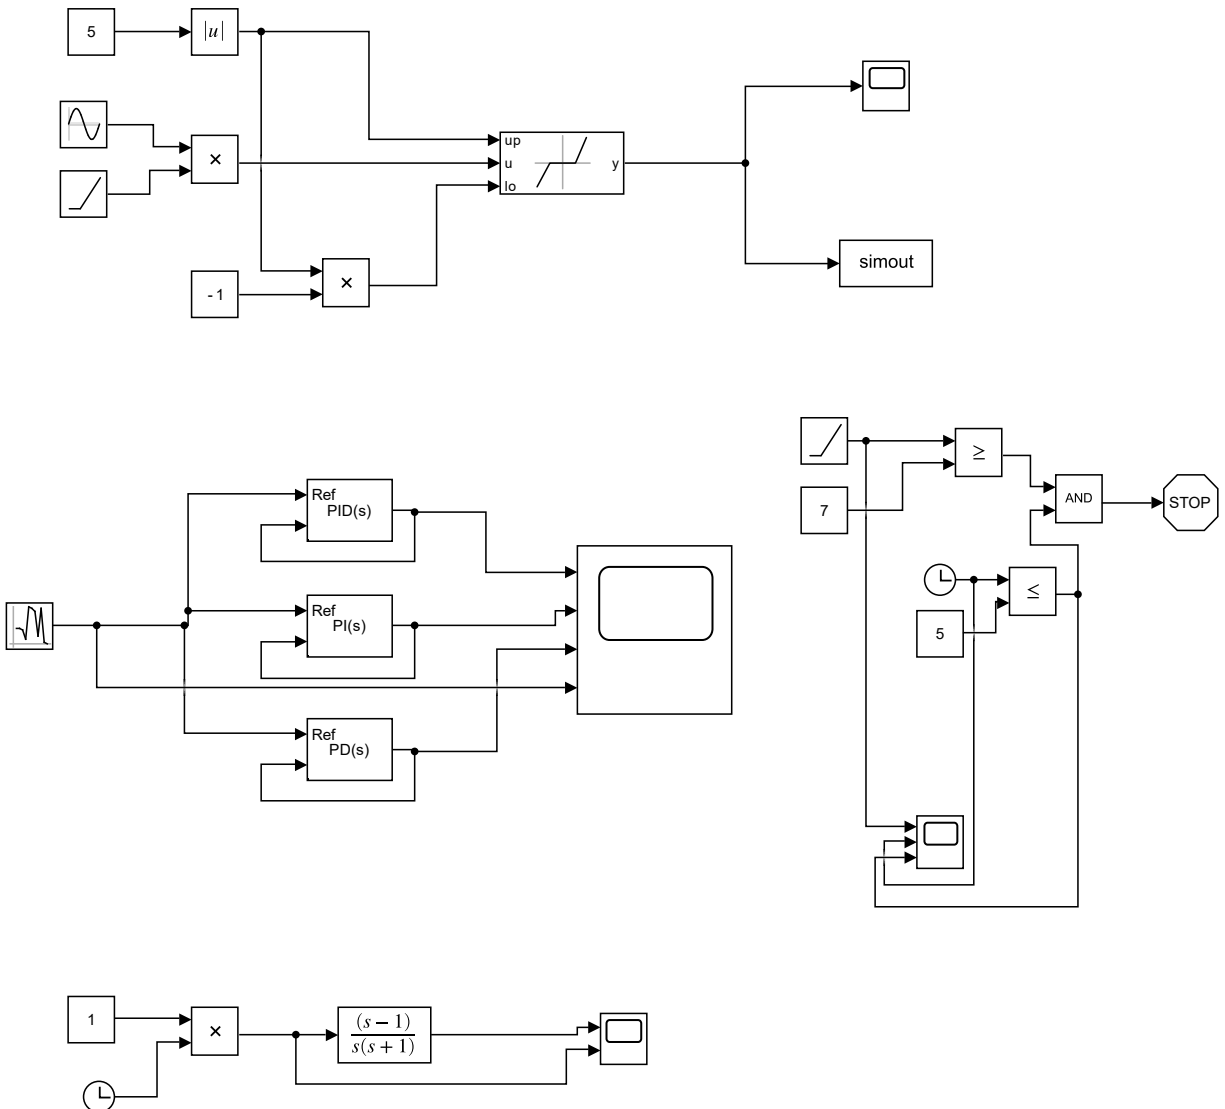 5
|u|
×
up
u
lo
y
simout
-1
×
Ref
PID(s)
Ref
PI(s)
Ref
PD(s)
≥
7
AND
STOP
≤
5
1
×
(s − 1)
s(s + 1)